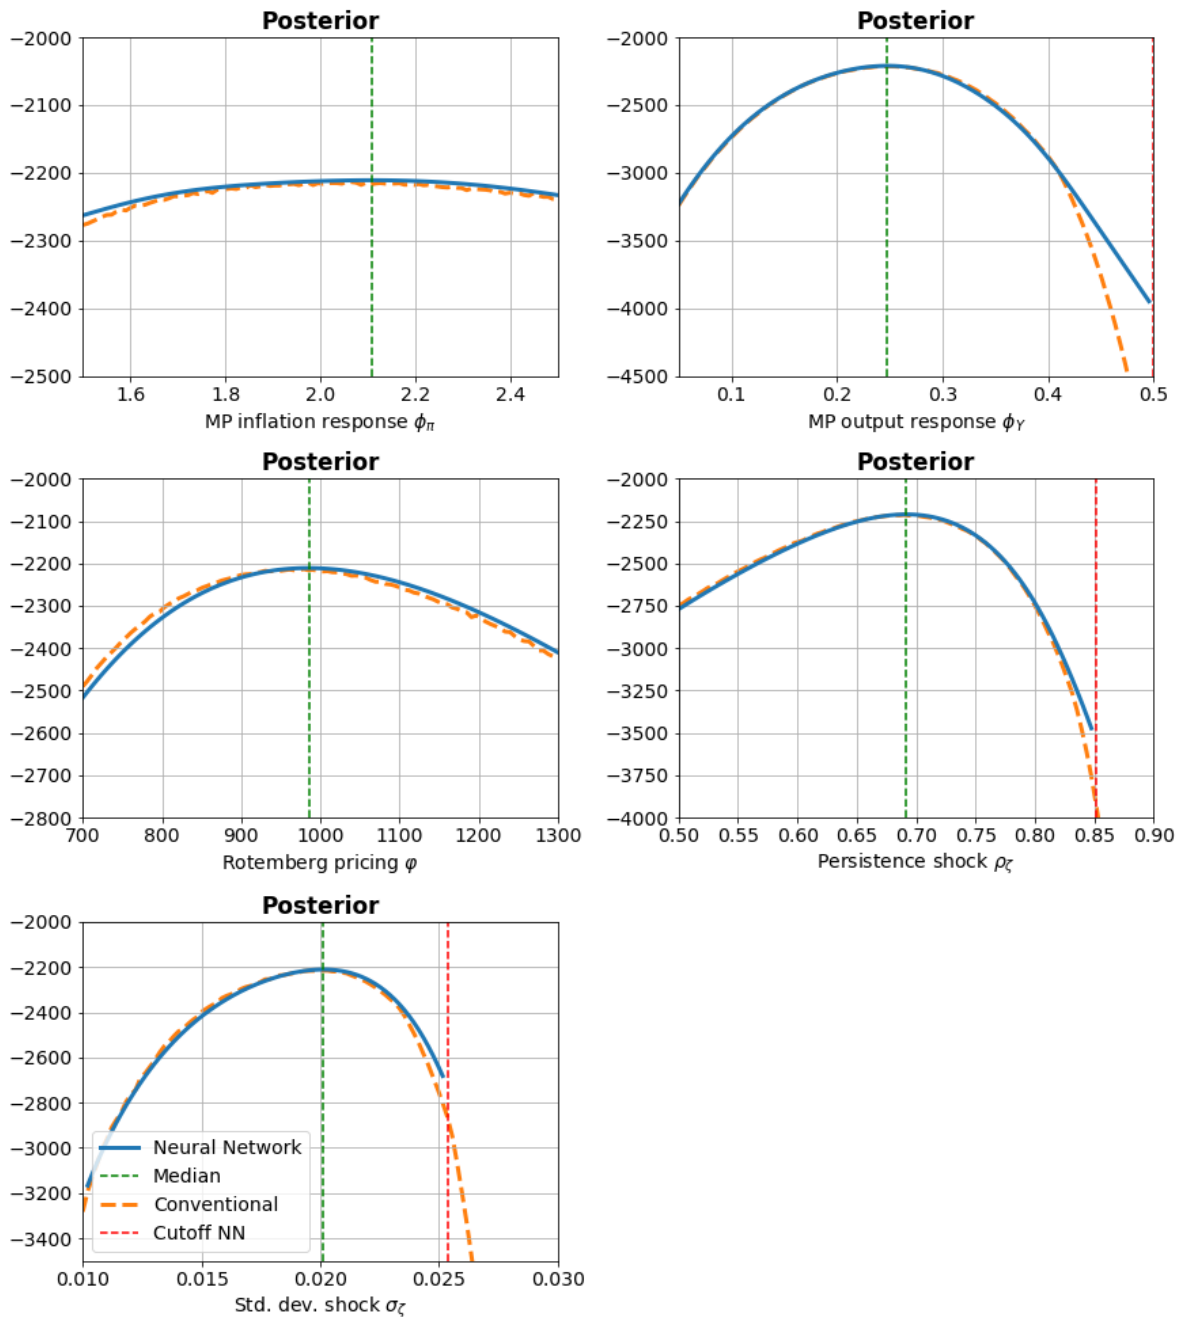 Posterior
−2000
−2100
−2200
−2300
−2400
−2500
1.6 1.8 2.0 2.2 2.4
MP inflation response ϕπ
Posterior
−2000
−2500
−3000
−3500
−4000
−4500
0.1 0.2 0.3 0.4 0.5
MP output response ϕY
Posterior
−2000
−2100
−2200
−2300
−2400
−2500
−2600
−2700
−2800
700 800 900 1000 1100 1200 1300
Rotemberg pricing φ
Posterior
−2000
−2250
−2500
−2750
−3000
−3250
−3500
−3750
−4000
0.50 0.55 0.60 0.65 0.70 0.75 0.80 0.85 0.90
Persistence shock ρζ
Posterior
−2000
−2200
−2400
−2600
−2800
−3000
−3200
−3400
Neural Network
Median
Conventional
Cutoff NN
0.010 0.015 0.020 0.025 0.030
Std. dev. shock σζ